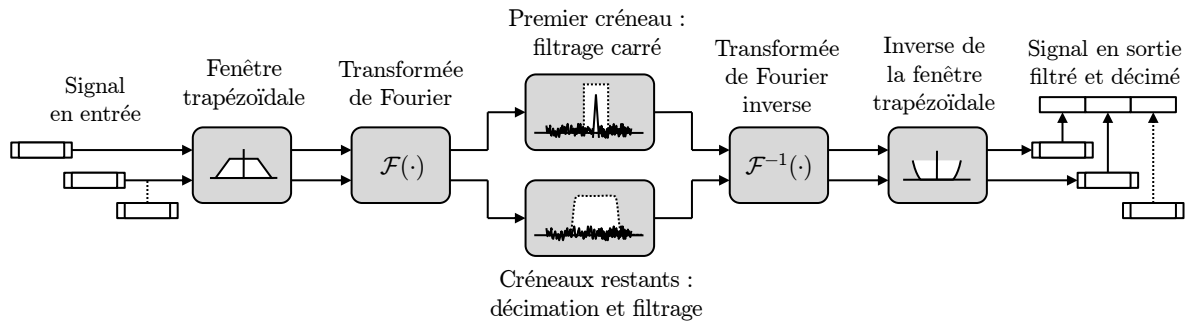 Signal
en entrée
Fenêtre
trapézoïdale
Transformée
de Fourier
Premier créneau :
filtrage carré
Transformée
de Fourier
inverse
Inverse de
la fenêtre
trapézoïdale
Signal en sortie
filtré et décimé
ℱ(·)
ℱ⁻¹(·)
Créneaux restants :
décimation et filtrage